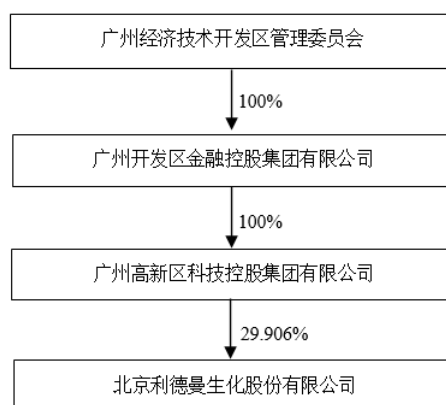 广州经济技术开发区管理委员会
100%
广州开发区金融控股集团有限公司
100%
广州高新区科技控股集团有限公司
29.906%
北京利德曼生化股份有限公司